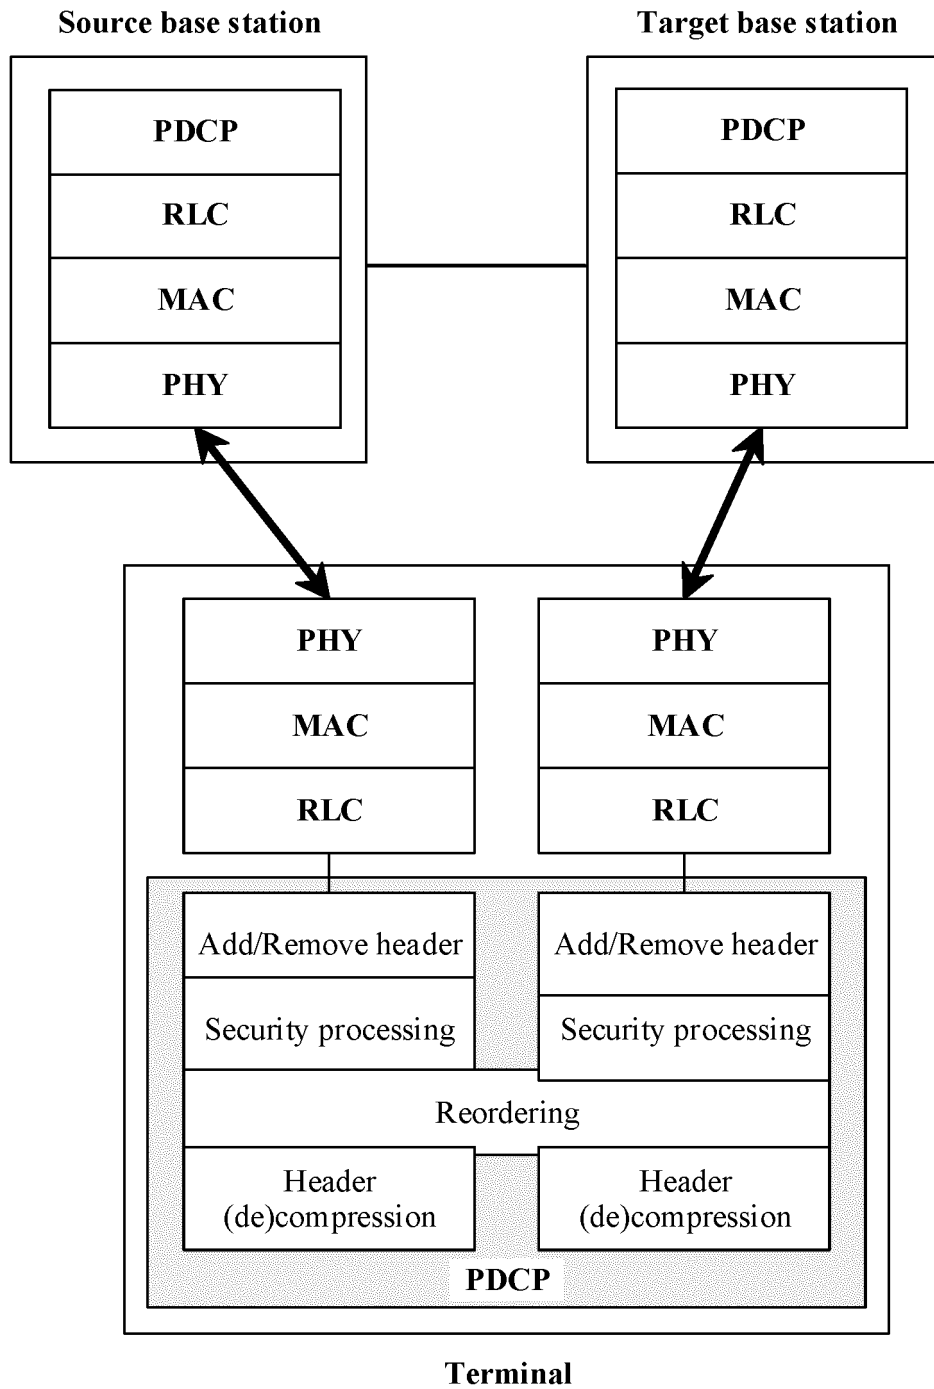 Source base station
Target base station
PDCP
RLC
MAC
PHY
PDCP
RLC
MAC
PHY
PHY
MAC
RLC
PHY
MAC
RLC
Add/Remove header
Security processing
Add/Remove header
Security processing
Reordering
Header
(de)compression
Header
(de)compression
PDCP
Terminal